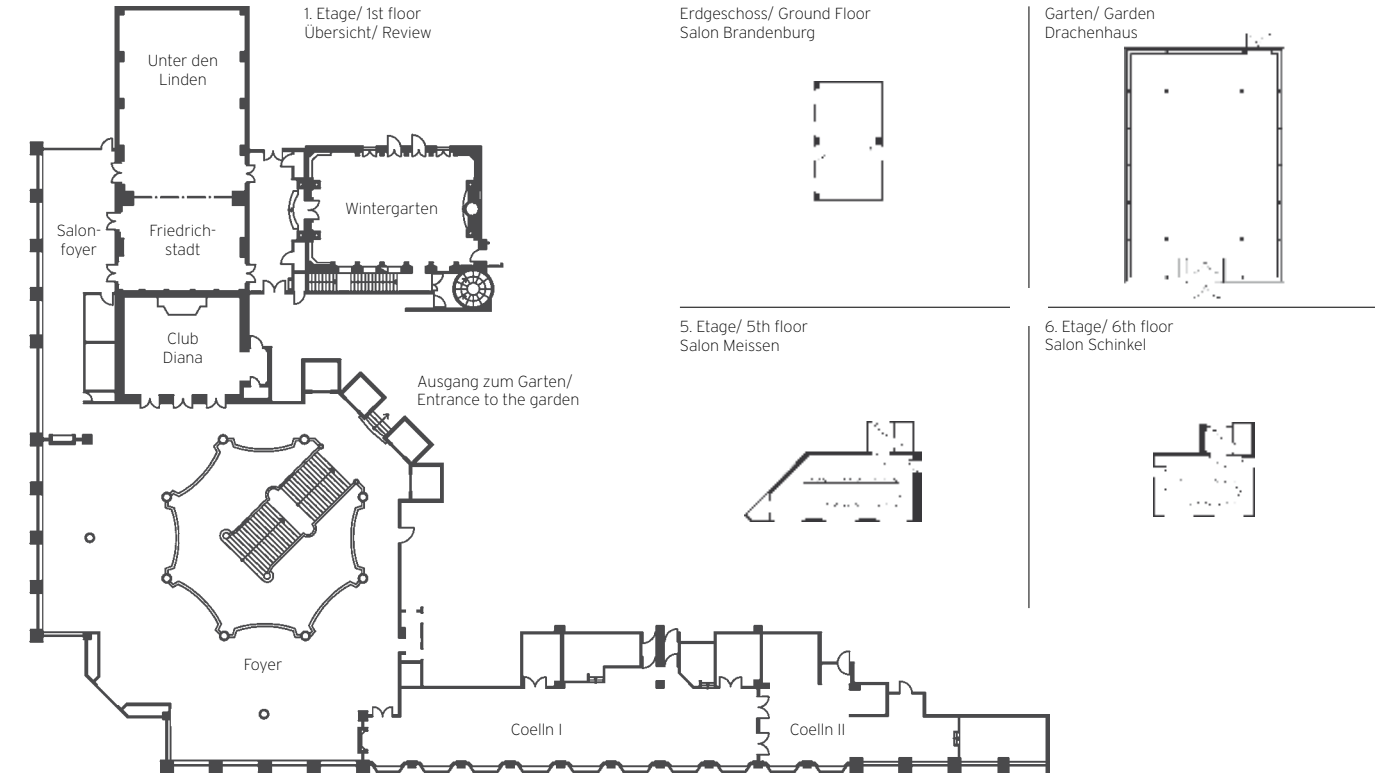 1. Etage/ 1st floor
Übersicht/ Review
Unter den
Linden
Wintergarten
Salon-
foyer
Friedrich-
stadt
Club
Diana
Ausgang zum Garten/
Entrance to the garden
Foyer
Coelln I
Coelln II
Erdgeschoss/ Ground Floor
Salon Brandenburg
Garten/ Garden
Drachenhaus
5. Etage/ 5th floor
Salon Meissen
6. Etage/ 6th floor
Salon Schinkel